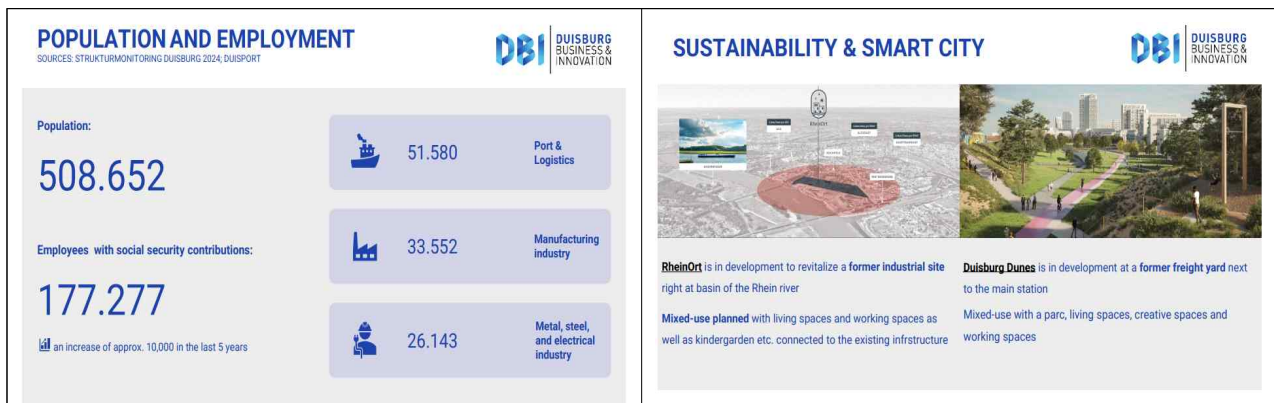 POPULATION AND EMPLOYMENT
SOURCES: STRUKTURMONITORING DUISBURG 2024; DUISPORT
DBI DUISBURG
BUSINESS &
INNOVATION
Population:
508.652
Employees with social security contributions:
177.277
an increase of approx. 10,000 in the last 5 years
51.580
Port &
Logistics
33.552
Manufacturing
industry
26.143
Metal, steel,
and electrical
industry
SUSTAINABILITY & SMART CITY
DBI DUISBURG
BUSINESS &
INNOVATION
RheinOrt
RheinOrt is in development to revitalize a former industrial site
right at basin of the Rhein river
Mixed-use planned with living spaces and working spaces as
well as kindergarden etc. connected to the existing infrstructure
Duisburg Dunes is in development at a former freight yard next
to the main station
Mixed-use with a parc, living spaces, creative spaces and
working spaces